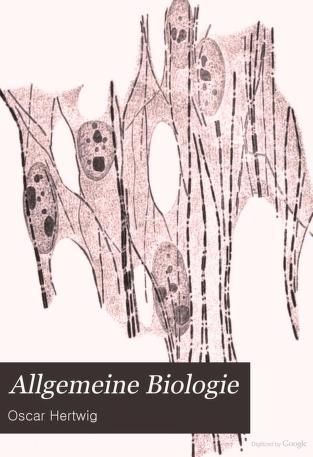 Allgemeine Biologie
Oscar Hertwig
Digitized by Google